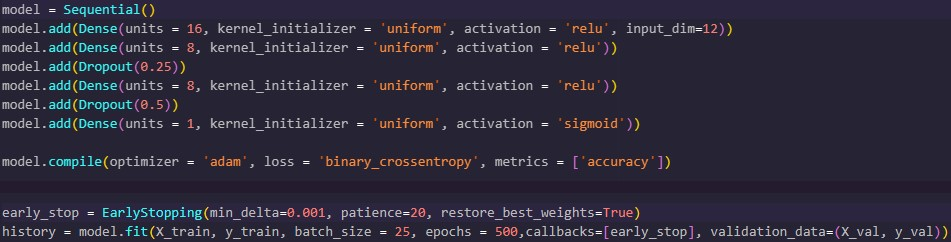 model = Sequential()
model.add(Dense(units = 16, kernel_initializer = 'uniform', activation = 'relu', input_dim=12))
model.add(Dense(units = 8, kernel_initializer = 'uniform', activation = 'relu'))
model.add(Dropout(0.25))
model.add(Dense(units = 8, kernel_initializer = 'uniform', activation = 'relu'))
model.add(Dropout(0.5))
model.add(Dense(units = 1, kernel_initializer = 'uniform', activation = 'sigmoid'))
model.compile(optimizer = 'adam', loss = 'binary_crossentropy', metrics = ['accuracy'])
early_stop = EarlyStopping(min_delta=0.001, patience=20, restore_best_weights=True)
history = model.fit(X_train, y_train, batch_size = 25, epochs = 500,callbacks=[early_stop], validation_data=(X_val, y_val))